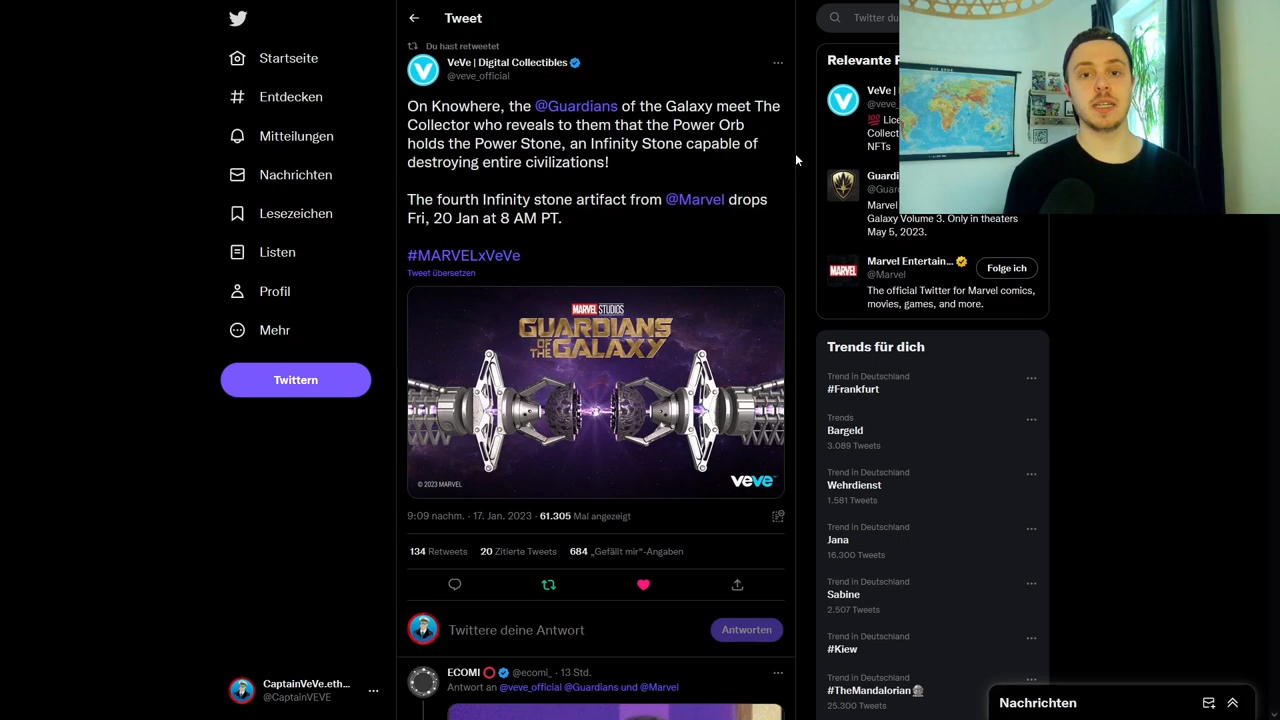 Startseite
Entdecken
Mitteilungen
Nachrichten
Lesezeichen
Listen
Profil
Mehr
Twittern
CaptainVeVe.eth...
@CaptainVEVE
Tweet
Du hast retweetet
VeVe | Digital Collectibles
@veve_official
On Knowhere, the @Guardians of the Galaxy meet The
Collector who reveals to them that the Power Orb
holds the Power Stone, an Infinity Stone capable of
destroying entire civilizations!
The fourth Infinity stone artifact from @Marvel drops
Fri, 20 Jan at 8 AM PT.
#MARVELxVeVe
Tweet übersetzen
MARVEL STUDIOS
GUARDIANS
OF THE GALAXY
© 2023 MARVEL
veve
9:09 nachm. · 17. Jan. 2023 · 61.305 Mal angezeigt
134 Retweets 20 Zitierte Tweets 684 „Gefällt mir“-Angaben
Twittere deine Antwort
Antworten
ECOMI @ecomi_ · 13 Std.
Antwort an @veve_official @Guardians und @Marvel
Twitter du
Relevante
VeVe |
@veve_
💯 Lice
Collect
NFTs
Guardi
@Guar
Marvel
Galaxy Volume 3. Only in theaters
May 5, 2023.
Marvel Entertain...
@Marvel
Folge ich
The official Twitter for Marvel comics,
movies, games, and more.
MARVEL
Trends für dich
Trend in Deutschland
#Frankfurt
Trends
Bargeld
3.089 Tweets
Trend in Deutschland
Wehrdienst
1.581 Tweets
Trend in Deutschland
Jana
16.300 Tweets
Trend in Deutschland
Sabine
2.507 Tweets
Trend in Deutschland
#Kiew
Trend in Deutschland
#TheMandalorian
25.300 Tweets
Nachrichten